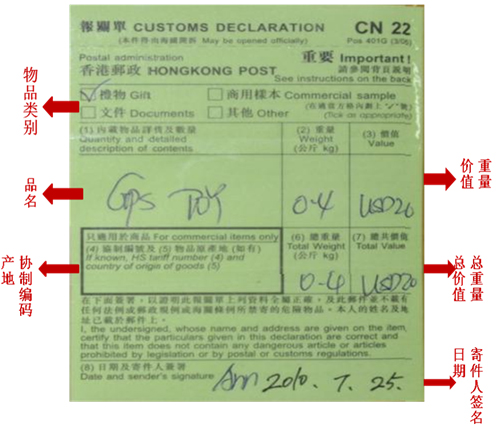 報關單 CUSTOMS DECLARATION
CN 22
(本件得由海關拆驗 May be opened officially)
Pos 401G (3/05)
Postal administration
重要 Important!
香港郵政 HONGKONG POST
請參閱背頁說明
See instructions on the back
禮物 Gift
商用樣本 Commercial sample
文件 Documents
其他 Other
(在適當方格內劃上"✓"號)
(Tick as appropriate)
(1) 內載物品詳情及數量
Quantity and detailed
description of contents
(2) 重量
Weight
(公斤 kg)
(3) 價值
Value
GPS TOY
0.4
USD20
只適用於商品 For commercial items only
(4) 協制編號及 (5) 物品原產地 (如有)
If known, HS tariff number (4) and
country of origin of goods (5)
(6) 總重量
Total Weight
(公斤 kg)
(7) 總共價值
Total Value
0.4
USD20
在下面簽署，以證明此報關單上列資料全屬正確，及此郵件並不載有
任何法例或郵政規例或海關條例所禁寄的危險物品。本人的姓名及地
址已載於郵件上。
I, the undersigned, whose name and address are given on the item,
certify that the particulars given in this declaration are correct and
that this item does not contain any dangerous article or articles
prohibited by legislation or by postal or customs regulations.
(8) 日期及寄件人簽署
Date and sender's signature
Ann 2010. 7. 25.
物品类别
品名
协制编码
产地
重量
价值
总重量
总价值
寄件人签名
日期